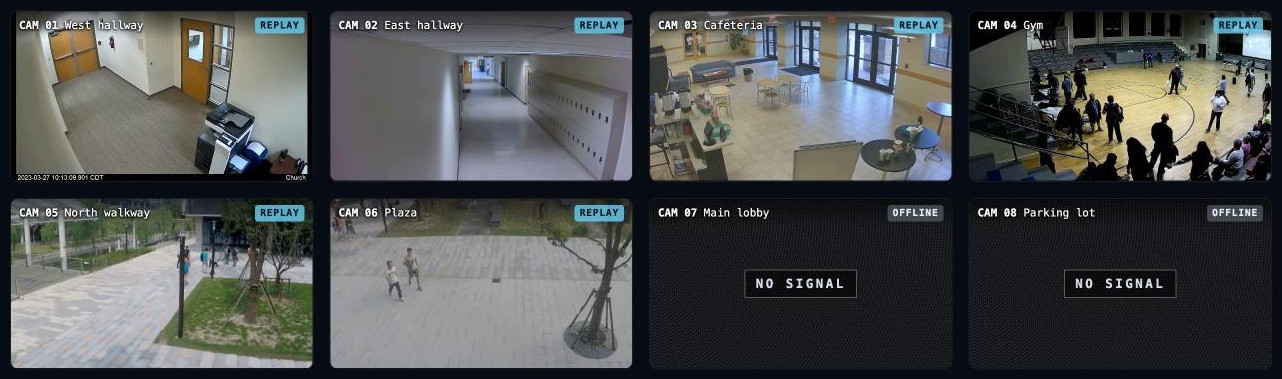 CAM 01 West hallway REPLAY
CAM 02 East hallway REPLAY
CAM 03 Cafeteria REPLAY
CAM 04 Gym REPLAY
2023-03-27 10:13:09.901 CDT Church
CAM 05 North walkway REPLAY
CAM 06 Plaza REPLAY
CAM 07 Main lobby OFFLINE
NO SIGNAL
CAM 08 Parking lot OFFLINE
NO SIGNAL